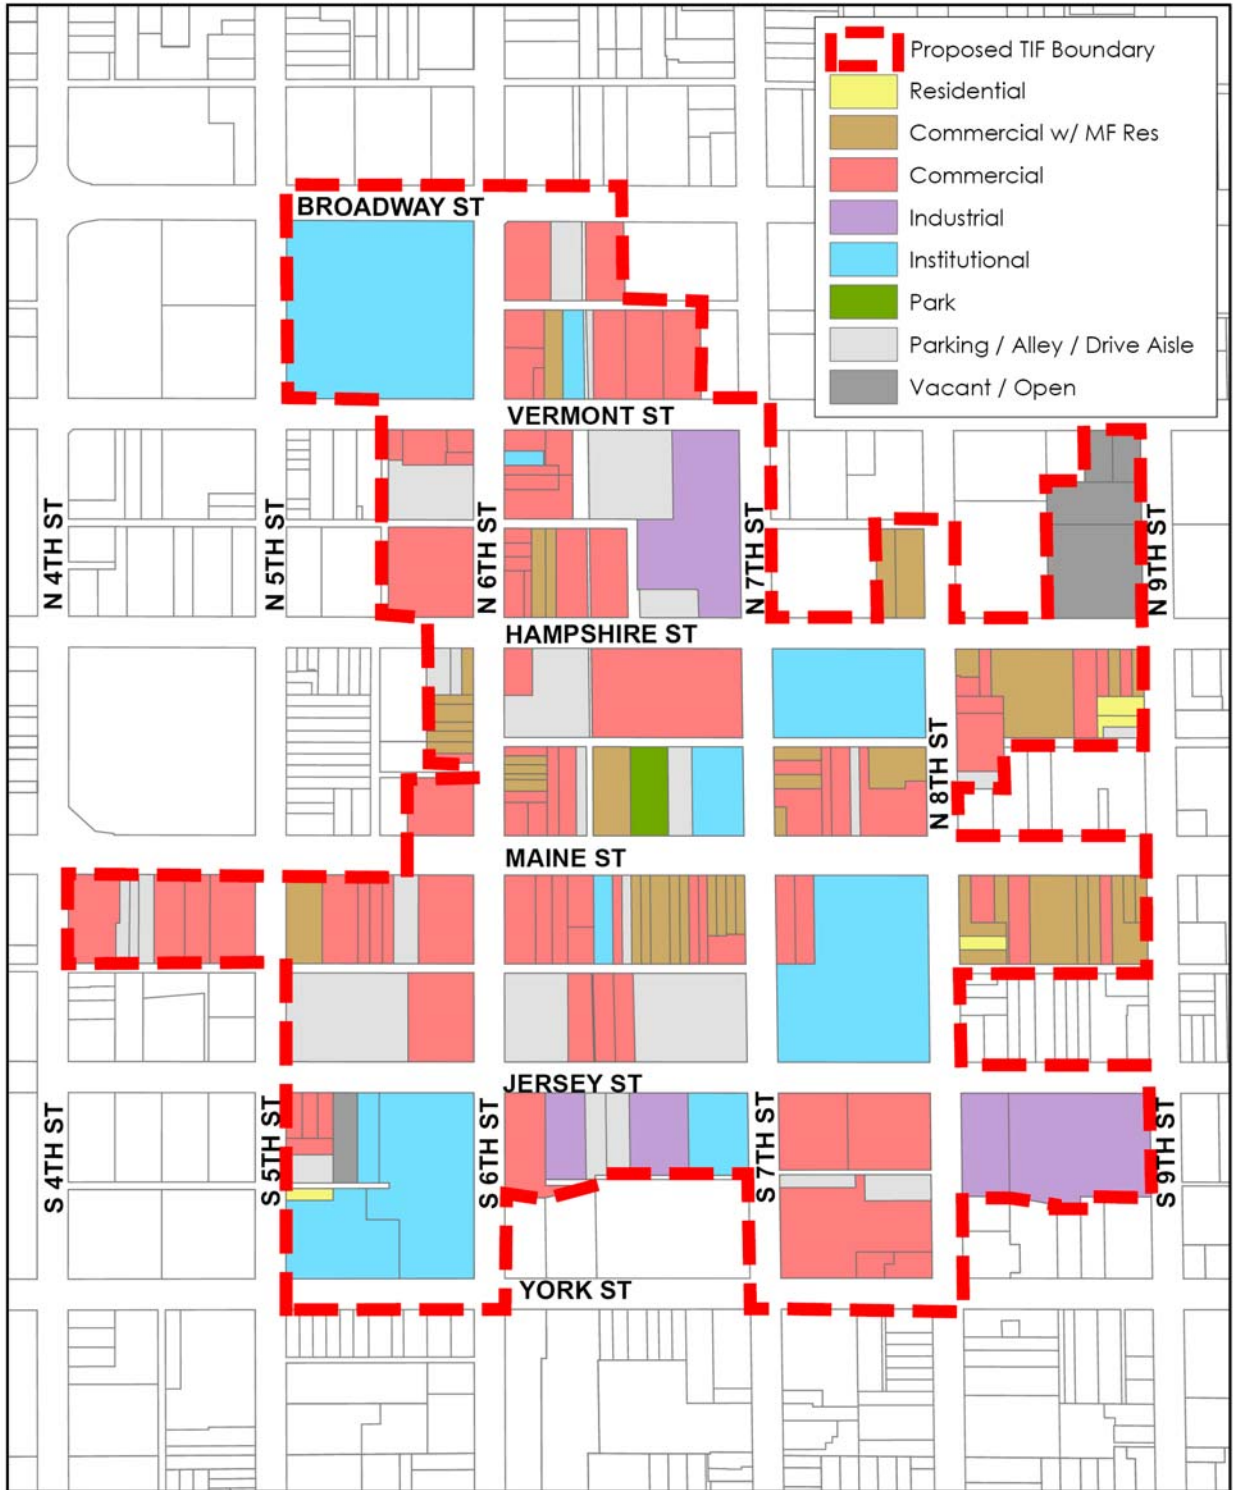 Proposed TIF Boundary
Residential
Commercial w/ MF Res
Commercial
Industrial
Institutional
Park
Parking / Alley / Drive Aisle
Vacant / Open
BROADWAY ST
VERMONT ST
N 4TH ST
N 5TH ST
N 6TH ST
N 7TH ST
N 9TH ST
HAMPSHIRE ST
N 8TH ST
MAINE ST
JERSEY ST
S 4TH ST
S 5TH ST
S 6TH ST
S 7TH ST
S 9TH ST
YORK ST